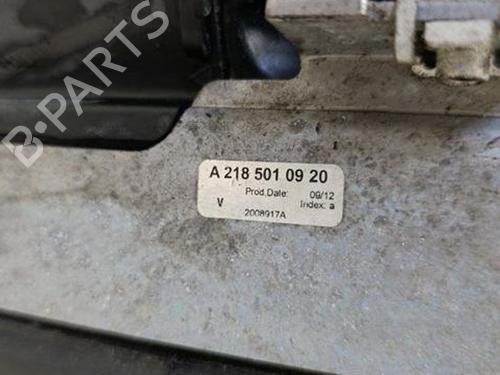 B-PARTS
A 218 501 09 20
Prod.Date: 09/12
V Index: a
2008917A